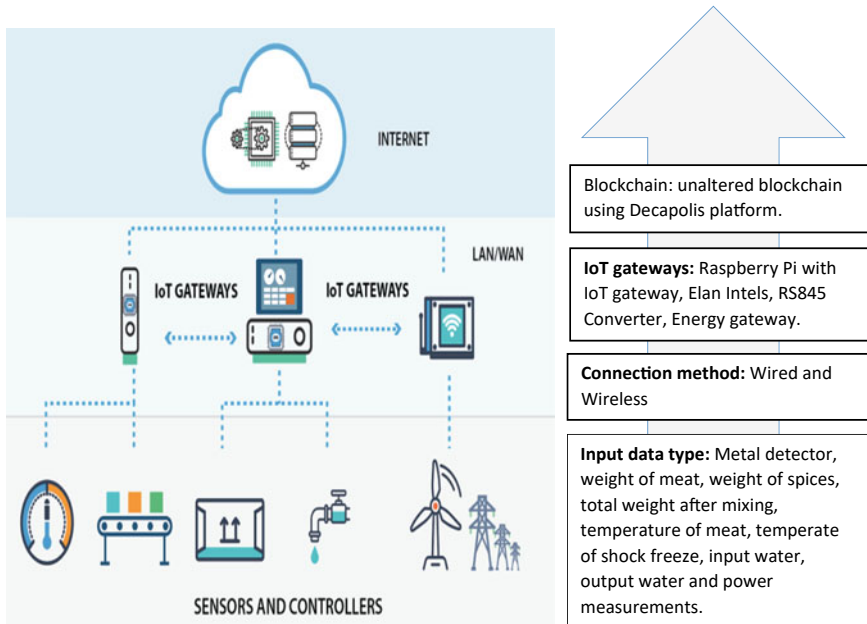 INTERNET
LAN/WAN
IoT GATEWAYS
IoT GATEWAYS
SENSORS AND CONTROLLERS
Blockchain: unaltered blockchain
using Decapolis platform.
IoT gateways: Raspberry Pi with
IoT gateway, Elan Intels, RS845
Converter, Energy gateway.
Connection method: Wired and
Wireless
Input data type: Metal detector,
weight of meat, weight of spices,
total weight after mixing,
temperature of meat, temperate
of shock freeze, input water,
output water and power
measurements.